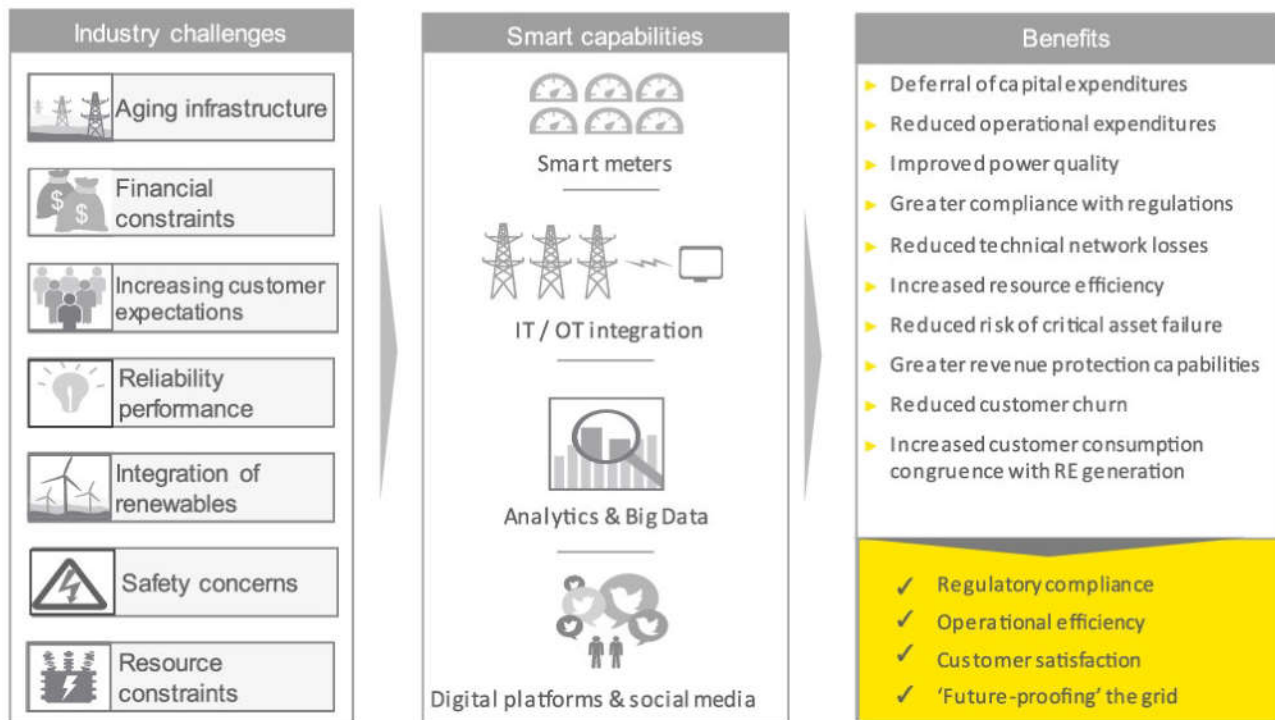 Industry challenges
Aging infrastructure
$
$
Financial
constraints
Increasing customer
expectations
Reliability
performance
Integration of
renewables
Safety concerns
Resource
constraints
Smart capabilities
Smart meters
IT / OT integration
Analytics & Big Data
Digital platforms & social media
Benefits
Deferral of capital expenditures
Reduced operational expenditures
Improved power quality
Greater compliance with regulations
Reduced technical network losses
Increased resource efficiency
Reduced risk of critical asset failure
Greater revenue protection capabilities
Reduced customer churn
Increased customer consumption
congruence with RE generation
Regulatory compliance
Operational efficiency
Customer satisfaction
‘Future-proofing’ the grid